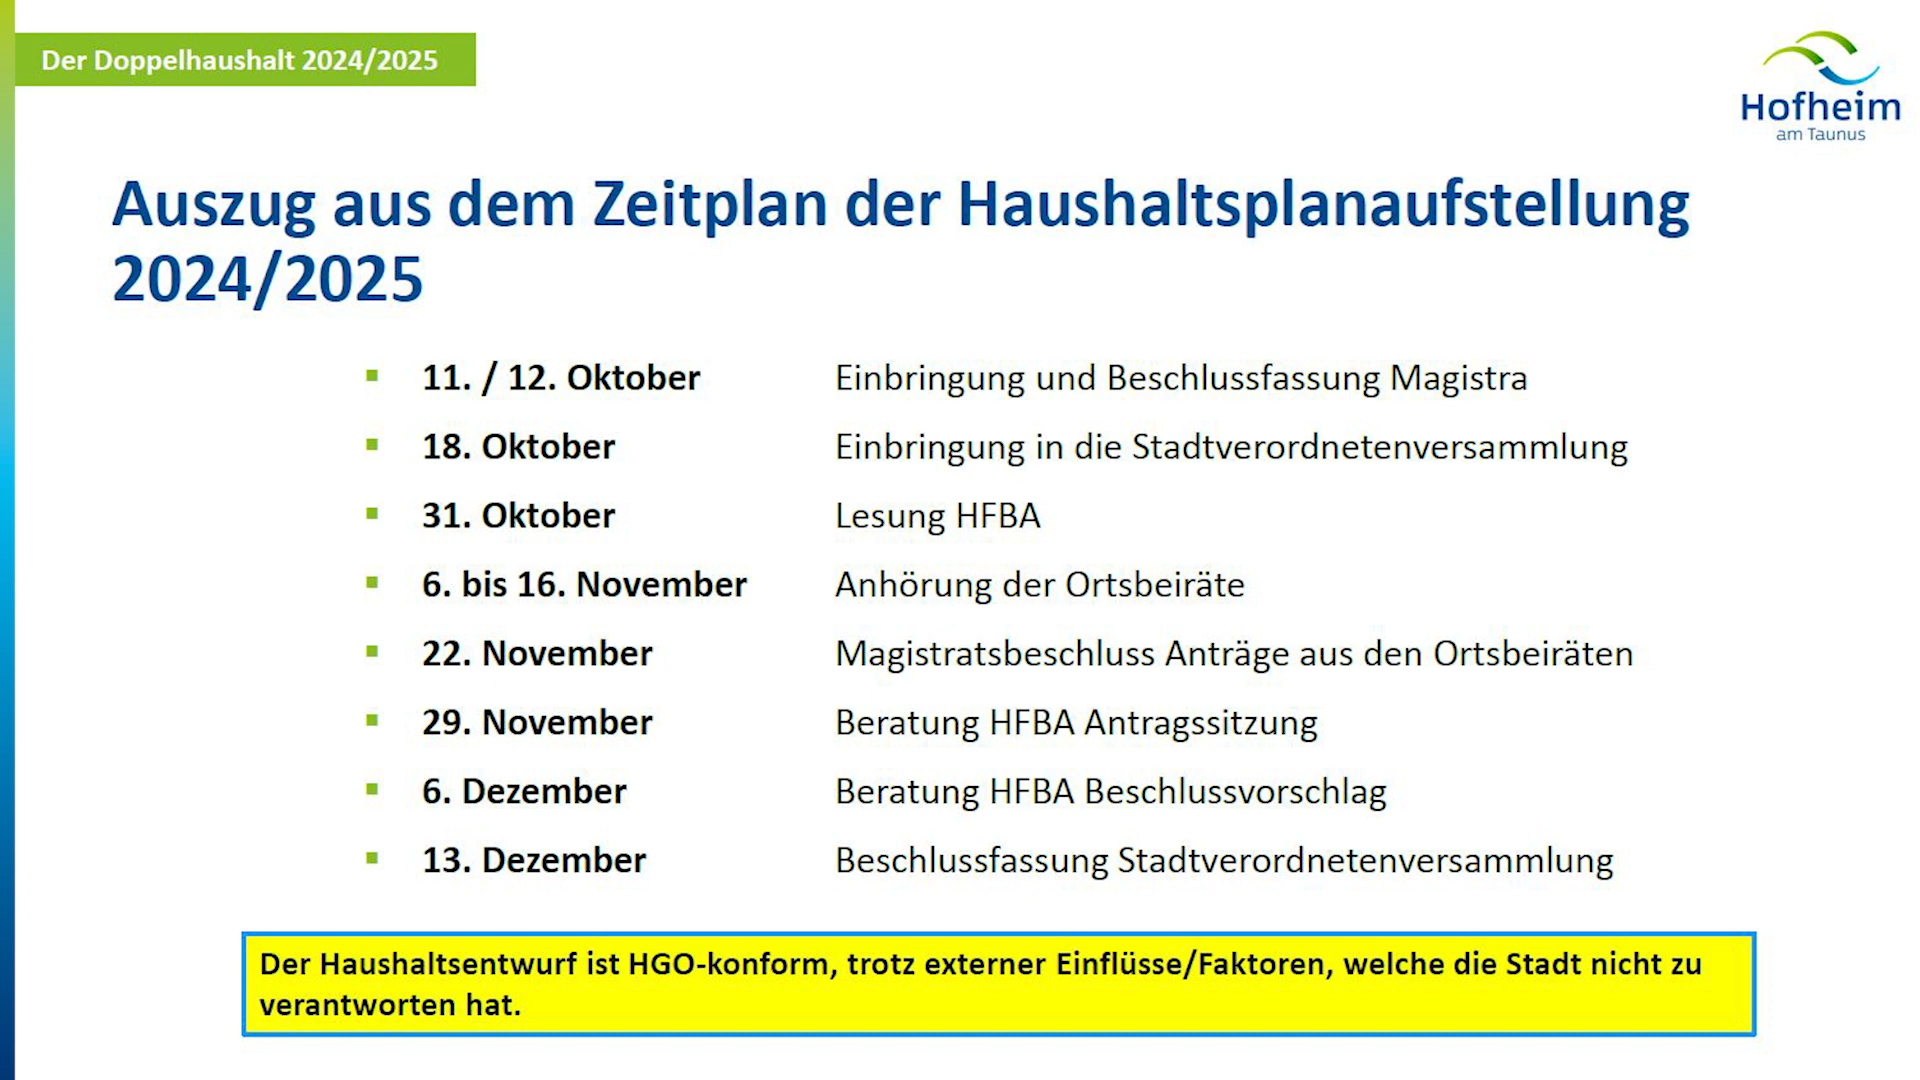 Der Doppelhaushalt 2024/2025
Hofheim
am Taunus
Auszug aus dem Zeitplan der Haushaltsplanaufstellung
2024/2025
11. / 12. Oktober Einbringung und Beschlussfassung Magistra
18. Oktober Einbringung in die Stadtverordnetenversammlung
31. Oktober Lesung HFBA
6. bis 16. November Anhörung der Ortsbeiräte
22. November Magistratsbeschluss Anträge aus den Ortsbeiräten
29. November Beratung HFBA Antragssitzung
6. Dezember Beratung HFBA Beschlussvorschlag
13. Dezember Beschlussfassung Stadtverordnetenversammlung
Der Haushaltsentwurf ist HGO-konform, trotz externer Einflüsse/Faktoren, welche die Stadt nicht zu
verantworten hat.